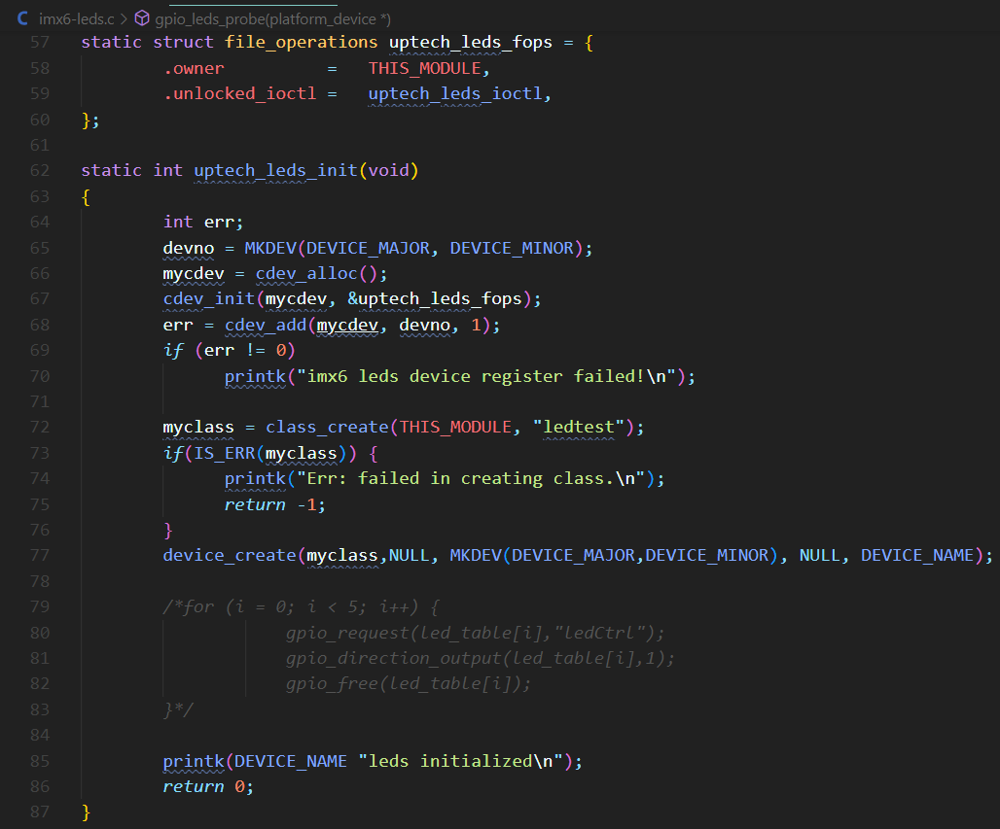 imx6-leds.c > gpio_leds_probe(platform_device *)
57 static struct file_operations uptech_leds_fops = {
58         .owner          =   THIS_MODULE,
59         .unlocked_ioctl =   uptech_leds_ioctl,
60 };
61
62 static int uptech_leds_init(void)
63 {
64         int err;
65         devno = MKDEV(DEVICE_MAJOR, DEVICE_MINOR);
66         mycdev = cdev_alloc();
67         cdev_init(mycdev, &uptech_leds_fops);
68         err = cdev_add(mycdev, devno, 1);
69         if (err != 0)
70               printk("imx6 leds device register failed!\n");
71
72         myclass = class_create(THIS_MODULE, "ledtest");
73         if(IS_ERR(myclass)) {
74               printk("Err: failed in creating class.\n");
75               return -1;
76         }
77         device_create(myclass,NULL, MKDEV(DEVICE_MAJOR,DEVICE_MINOR), NULL, DEVICE_NAME);
78
79         /*for (i = 0; i < 5; i++) {
80                     gpio_request(led_table[i],"ledCtrl");
81                     gpio_direction_output(led_table[i],1);
82                     gpio_free(led_table[i]);
83         }*/
84
85         printk(DEVICE_NAME "leds initialized\n");
86         return 0;
87 }